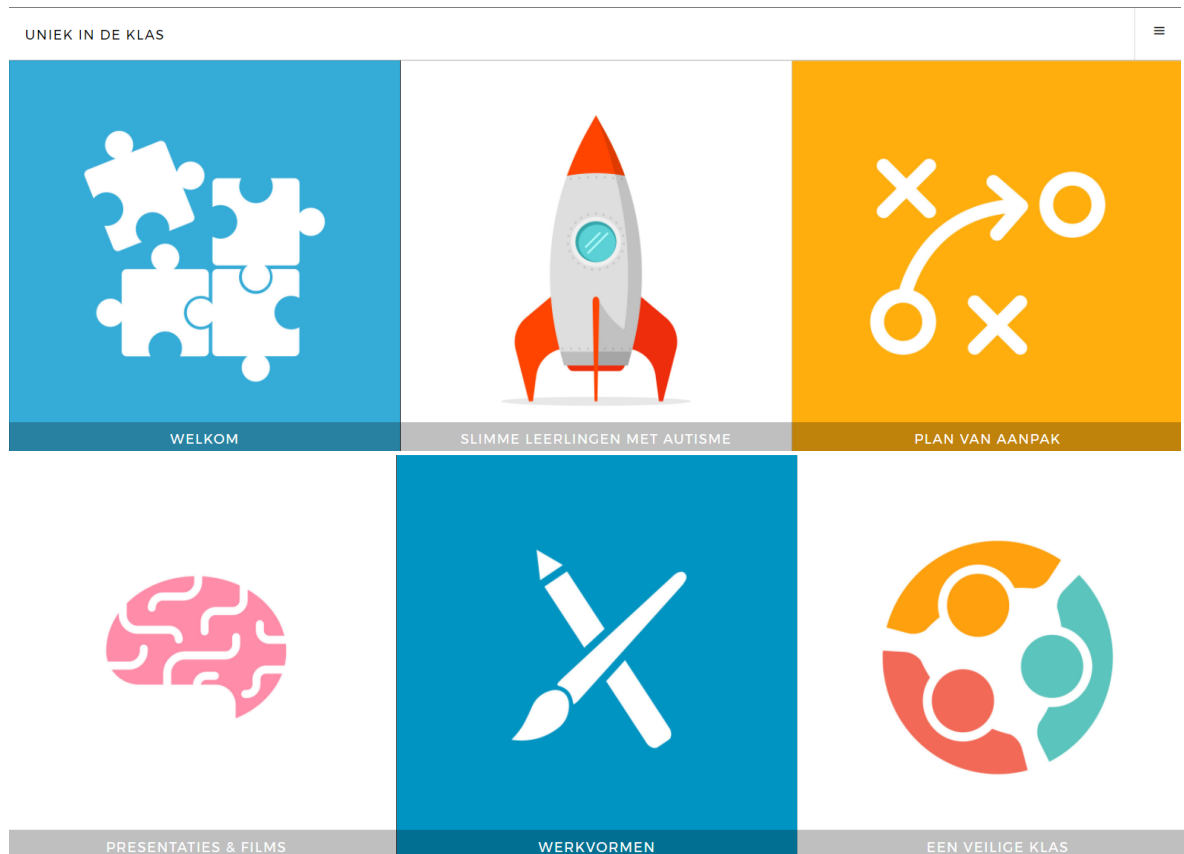 UNIEK IN DE KLAS
WELKOM
SLIMME LEERLINGEN MET AUTISME
PLAN VAN AANPAK
PRESENTATIES & FILMS
WERKVORMEN
EEN VEILIGE KLAS